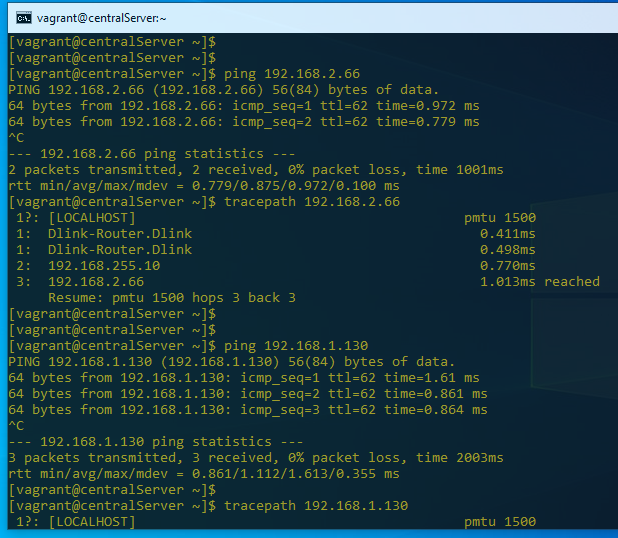 vagrant@centralServer:~
[vagrant@centralServer ~]$
[vagrant@centralServer ~]$
[vagrant@centralServer ~]$ ping 192.168.2.66
PING 192.168.2.66 (192.168.2.66) 56(84) bytes of data.
64 bytes from 192.168.2.66: icmp_seq=1 ttl=62 time=0.972 ms
64 bytes from 192.168.2.66: icmp_seq=2 ttl=62 time=0.779 ms
^C
--- 192.168.2.66 ping statistics ---
2 packets transmitted, 2 received, 0% packet loss, time 1001ms
rtt min/avg/max/mdev = 0.779/0.875/0.972/0.100 ms
[vagrant@centralServer ~]$ tracepath 192.168.2.66
 1?: [LOCALHOST]                                         pmtu 1500
 1:  Dlink-Router.Dlink                                    0.411ms
 1:  Dlink-Router.Dlink                                    0.498ms
 2:  192.168.255.10                                        0.770ms
 3:  192.168.2.66                                          1.013ms reached
     Resume: pmtu 1500 hops 3 back 3
[vagrant@centralServer ~]$
[vagrant@centralServer ~]$
[vagrant@centralServer ~]$ ping 192.168.1.130
PING 192.168.1.130 (192.168.1.130) 56(84) bytes of data.
64 bytes from 192.168.1.130: icmp_seq=1 ttl=62 time=1.61 ms
64 bytes from 192.168.1.130: icmp_seq=2 ttl=62 time=0.861 ms
64 bytes from 192.168.1.130: icmp_seq=3 ttl=62 time=0.864 ms
^C
--- 192.168.1.130 ping statistics ---
3 packets transmitted, 3 received, 0% packet loss, time 2003ms
rtt min/avg/max/mdev = 0.861/1.112/1.613/0.355 ms
[vagrant@centralServer ~]$
[vagrant@centralServer ~]$ tracepath 192.168.1.130
 1?: [LOCALHOST]                                         pmtu 1500